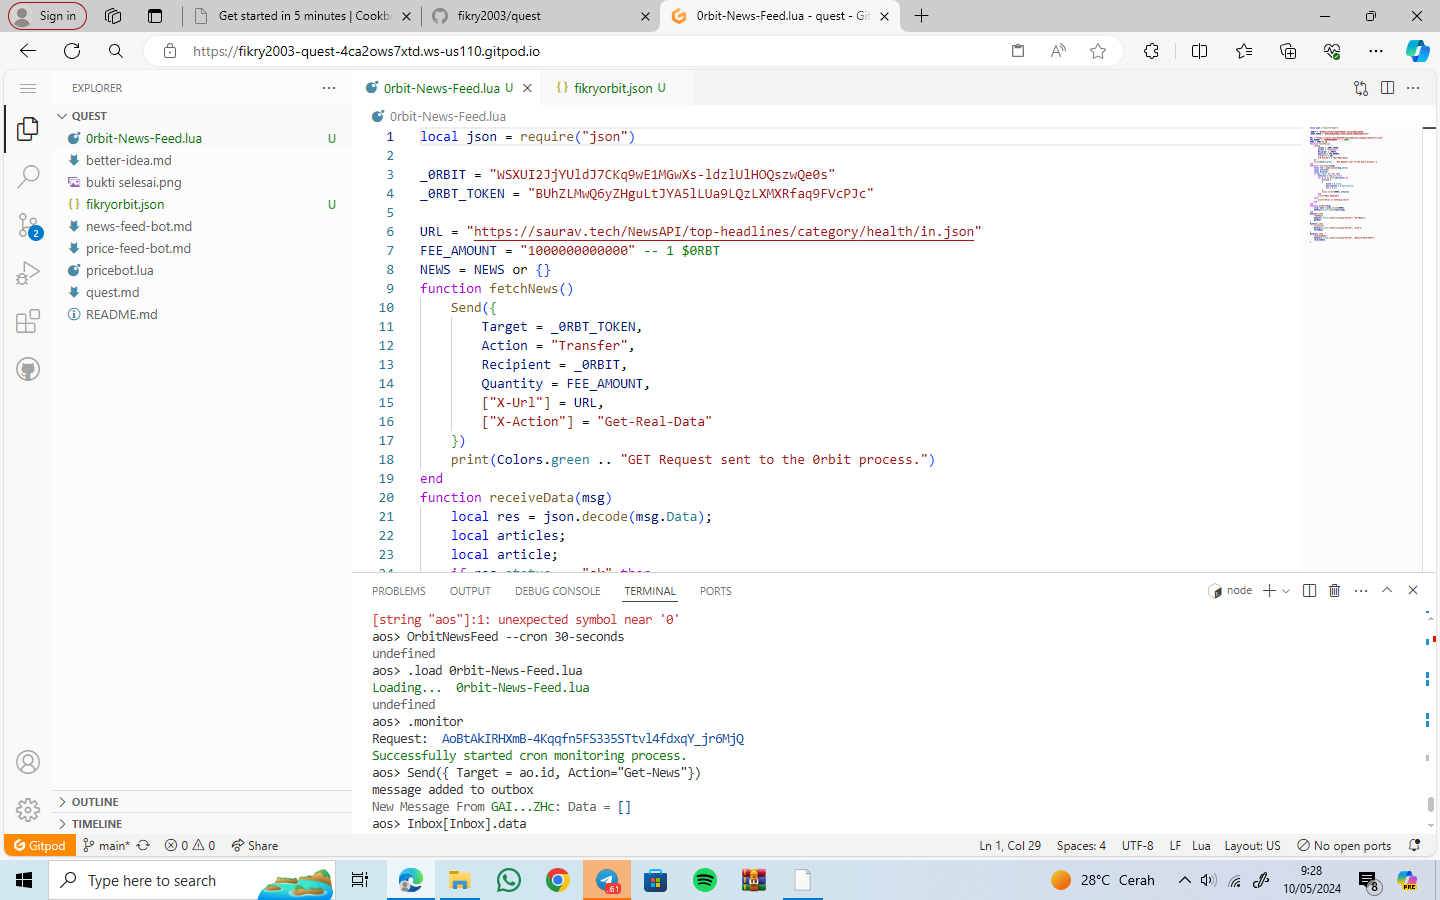 Sign in
Get started in 5 minutes | Cookb
fikry2003/quest
0rbit-News-Feed.lua - quest - Git
https://fikry2003-quest-4ca2ows7xtd.ws-us110.gitpod.io
EXPLORER
QUEST
0rbit-News-Feed.lua U
better-idea.md
bukti selesai.png
fikryorbit.json U
news-feed-bot.md
price-feed-bot.md
pricebot.lua
quest.md
README.md
OUTLINE
TIMELINE
2
0rbit-News-Feed.lua U
fikryorbit.json U
0rbit-News-Feed.lua
1 local json = require("json")
2
3 _0RBIT = "WSXUI2JjYUldJ7CKq9wE1MGwXs-ldzlUlHOQszwQe0s"
4 _0RBT_TOKEN = "BUhZLMwQ6yZHguLtJYA5lLUa9LQzLXMXRfaq9FVcPJc"
5
6 URL = "https://saurav.tech/NewsAPI/top-headlines/category/health/in.json"
7 FEE_AMOUNT = "1000000000000" -- 1 $0RBT
8 NEWS = NEWS or {}
9 function fetchNews()
10 Send({
11 Target = _0RBT_TOKEN,
12 Action = "Transfer",
13 Recipient = _0RBIT,
14 Quantity = FEE_AMOUNT,
15 ["X-Url"] = URL,
16 ["X-Action"] = "Get-Real-Data"
17 })
18 print(Colors.green .. "GET Request sent to the 0rbit process.")
19 end
20 function receiveData(msg)
21 local res = json.decode(msg.Data);
22 local articles;
23 local article;
PROBLEMS OUTPUT DEBUG CONSOLE TERMINAL PORTS
node
[string "aos"]:1: unexpected symbol near '0'
aos> OrbitNewsFeed --cron 30-seconds
undefined
aos> .load 0rbit-News-Feed.lua
Loading... 0rbit-News-Feed.lua
undefined
aos> .monitor
Request: AoBtAkIRHXmB-4Kqqfn5FS335STtvl4fdxqY_jr6MjQ
Successfully started cron monitoring process.
aos> Send({ Target = ao.id, Action="Get-News"})
message added to outbox
New Message From GAI...ZHc: Data = []
aos> Inbox[Inbox].data
Gitpod main* 0 0 Share
Ln 1, Col 29 Spaces: 4 UTF-8 LF Lua Layout: US No open ports
Type here to search
61
28°C Cerah
9:28
10/05/2024
8
PRE